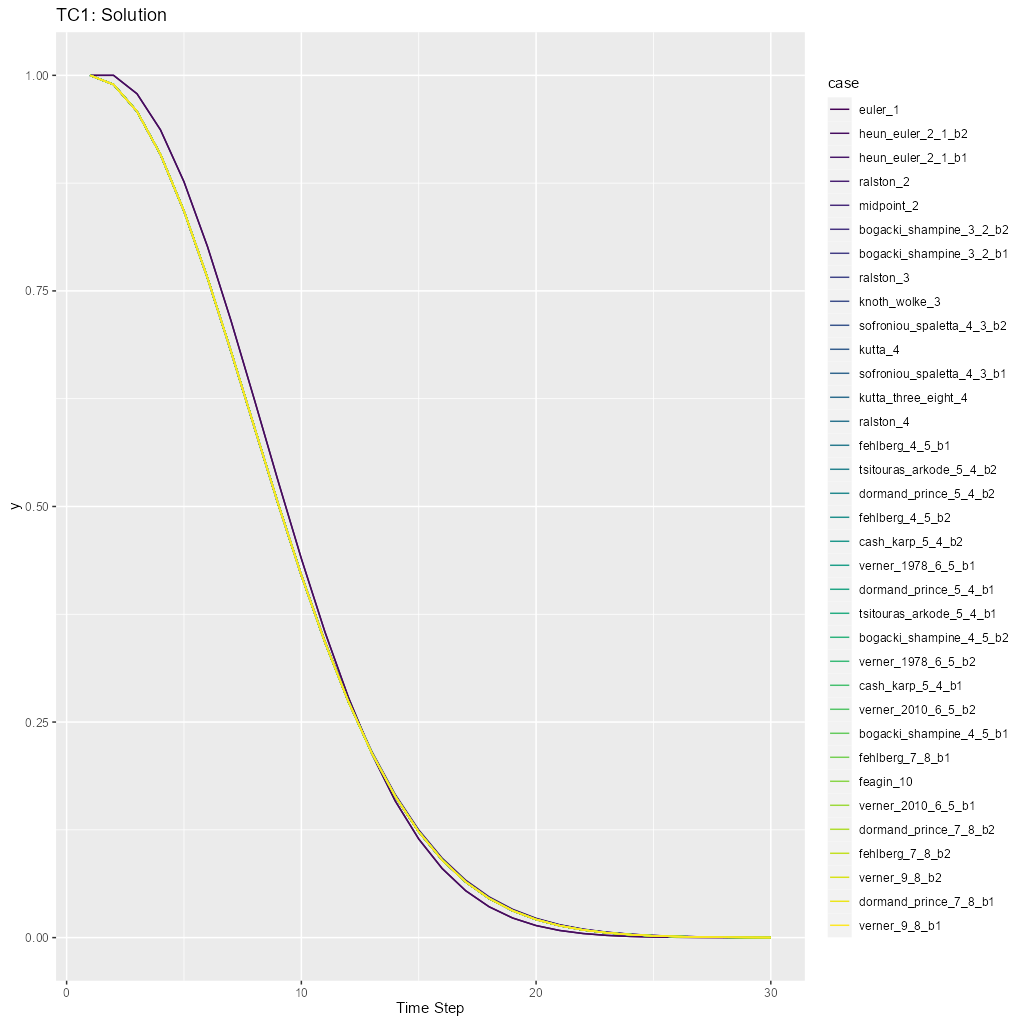 TC1: Solution
1.00
0.75
0.50
0.25
0.00
y
0
10
20
30
Time Step
case
euler_1
heun_euler_2_1_b2
heun_euler_2_1_b1
ralston_2
midpoint_2
bogacki_shampine_3_2_b2
bogacki_shampine_3_2_b1
ralston_3
knoth_wolke_3
sofroniou_spaletta_4_3_b2
kutta_4
sofroniou_spaletta_4_3_b1
kutta_three_eight_4
ralston_4
fehlberg_4_5_b1
tsitouras_arkode_5_4_b2
dormand_prince_5_4_b2
fehlberg_4_5_b2
cash_karp_5_4_b2
verner_1978_6_5_b1
dormand_prince_5_4_b1
tsitouras_arkode_5_4_b1
bogacki_shampine_4_5_b2
verner_1978_6_5_b2
cash_karp_5_4_b1
verner_2010_6_5_b2
bogacki_shampine_4_5_b1
fehlberg_7_8_b1
feagin_10
verner_2010_6_5_b1
dormand_prince_7_8_b2
fehlberg_7_8_b2
verner_9_8_b2
dormand_prince_7_8_b1
verner_9_8_b1